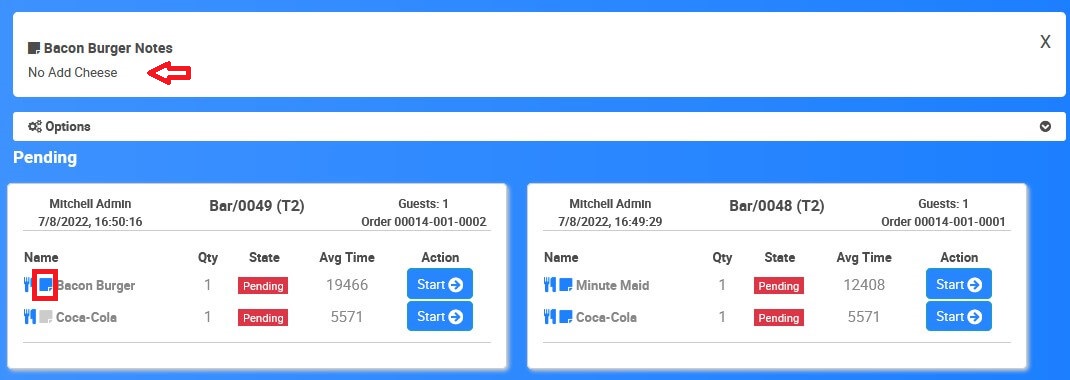 Bacon Burger Notes
X
No Add Cheese
Options
Pending
Mitchell Admin Bar/0049 (T2) Guests: 1
7/8/2022, 16:50:16 Order 00014-001-0002
Name Qty State Avg Time Action
Bacon Burger 1 Pending 19466 Start
Coca-Cola 1 Pending 5571 Start
Mitchell Admin Bar/0048 (T2) Guests: 1
7/8/2022, 16:49:29 Order 00014-001-0001
Name Qty State Avg Time Action
Minute Maid 1 Pending 12408 Start
Coca-Cola 1 Pending 5571 Start